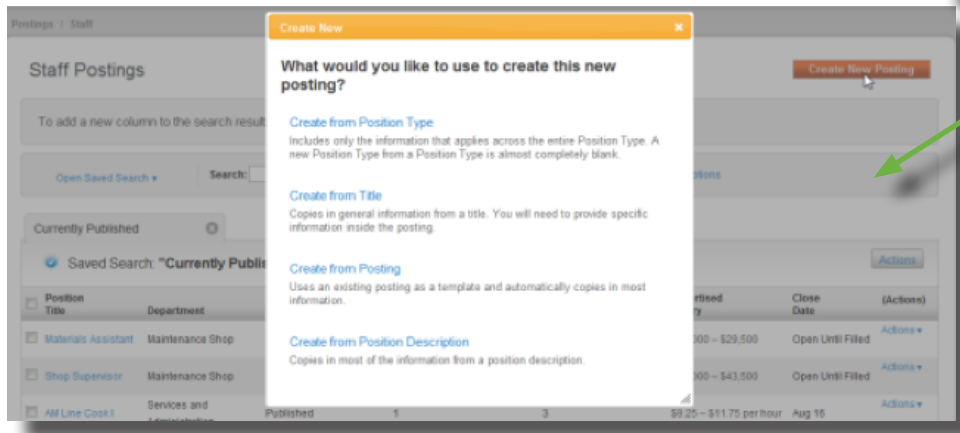 Postings / Staff
Create New
Staff Postings
What would you like to use to create this new
posting?
Create New Posting
To add a new column to the search result
Create from Position Type
Includes only the information that applies across the entire Position Type. A
new Position Type from a Position Type is almost completely blank.
Open Saved Search
Search:
Create from Title
Copies in general information from a title. You will need to provide specific
information inside the posting.
Currently Published
Saved Search: "Currently Publis
Actions
Create from Posting
Uses an existing posting as a template and automatically copies in most
information.
Position
Title
Department
Close
Date
(Actions)
Create from Position Description
Copies in most of the information from a position description.
Materials Assistant Maintenance Shop 000 – $29,500 Open Until Filled Actions
Shop Supervisor Maintenance Shop 000 – $43,500 Open Until Filled Actions
AM Line Cook I Services and
Published 1 3 $9.25 – $11.75 per hour Aug 16 Actions